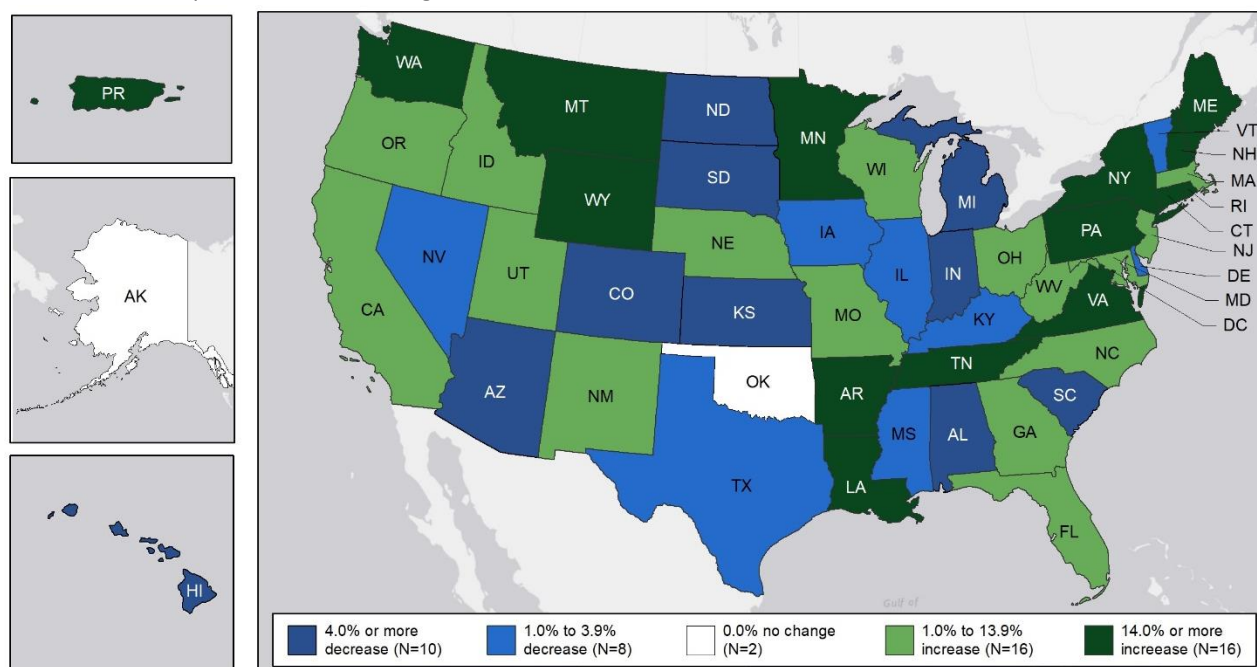 PR
AK
HI
WA
MT
ND
MN
ME
VT
NH
MA
RI
CT
NJ
DE
MD
DC
OR
ID
WY
SD
WI
MI
NY
PA
NV
UT
CO
NE
IA
IL
IN
OH
WV
VA
CA
KS
MO
KY
NC
TN
AZ
NM
OK
AR
SC
MS
AL
GA
TX
LA
FL
Gulf of
4.0% or more
decrease (N=10)
1.0% to 3.9%
decrease (N=8)
0.0% no change
(N=2)
1.0% to 13.9%
increase (N=16)
14.0% or more
increease (N=16)